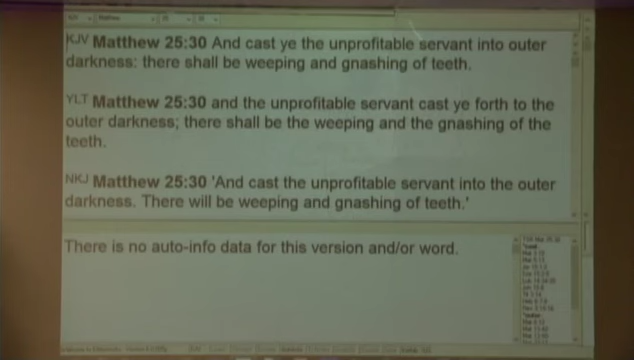 KJV Matthew 25:30 And cast ye the unprofitable servant into outer
darkness: there shall be weeping and gnashing of teeth.
YLT Matthew 25:30 and the unprofitable servant cast ye forth to the
outer darkness; there shall be the weeping and the gnashing of the
teeth.
NKJ Matthew 25:30 'And cast the unprofitable servant into the outer
darkness. There will be weeping and gnashing of teeth.'
There is no auto-info data for this version and/or word.